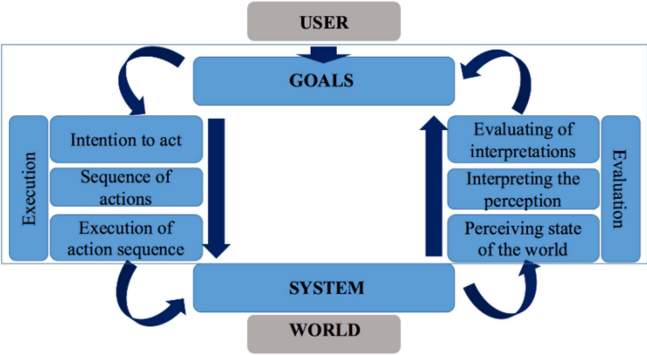 USER
GOALS
Execution
Intention to act
Sequence of
actions
Execution of
action sequence
Evaluating of
interpretations
Interpreting the
perception
Perceiving state
of the world
Evaluation
SYSTEM
WORLD